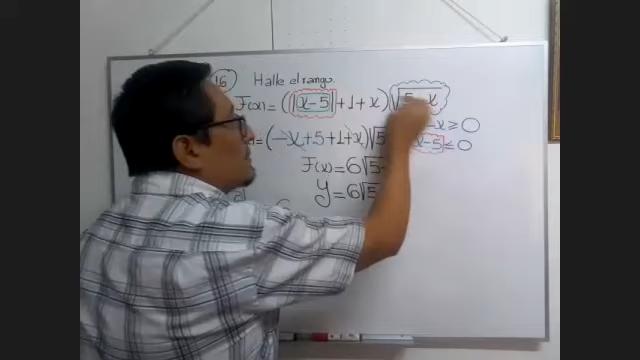 16) Halle el rango.
F(x) = (|x-5| + 1 + x)√5-x
-x ≥ 0
= (-x + 5 + 1 + x)√5
x-5 ≤ 0
F(x) = 6√5-
y = 6√5